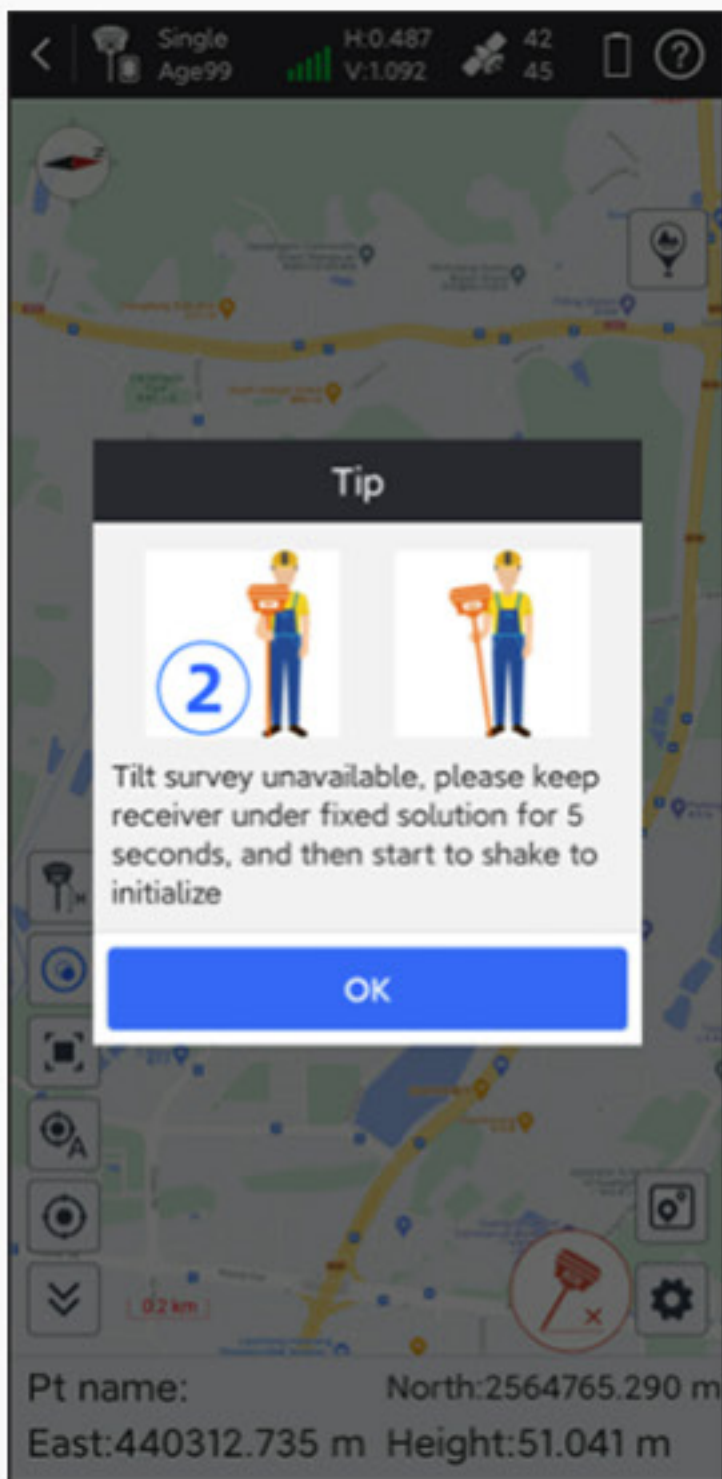 Single
Age99
H:0.487
V:1.092
42
45
?
Tip
2
Tilt survey unavailable, please keep
receiver under fixed solution for 5
seconds, and then start to shake to
initialize
OK
H
A
0.2 km
Pt name:
North:2564765.290 m
East:440312.735 m
Height:51.041 m